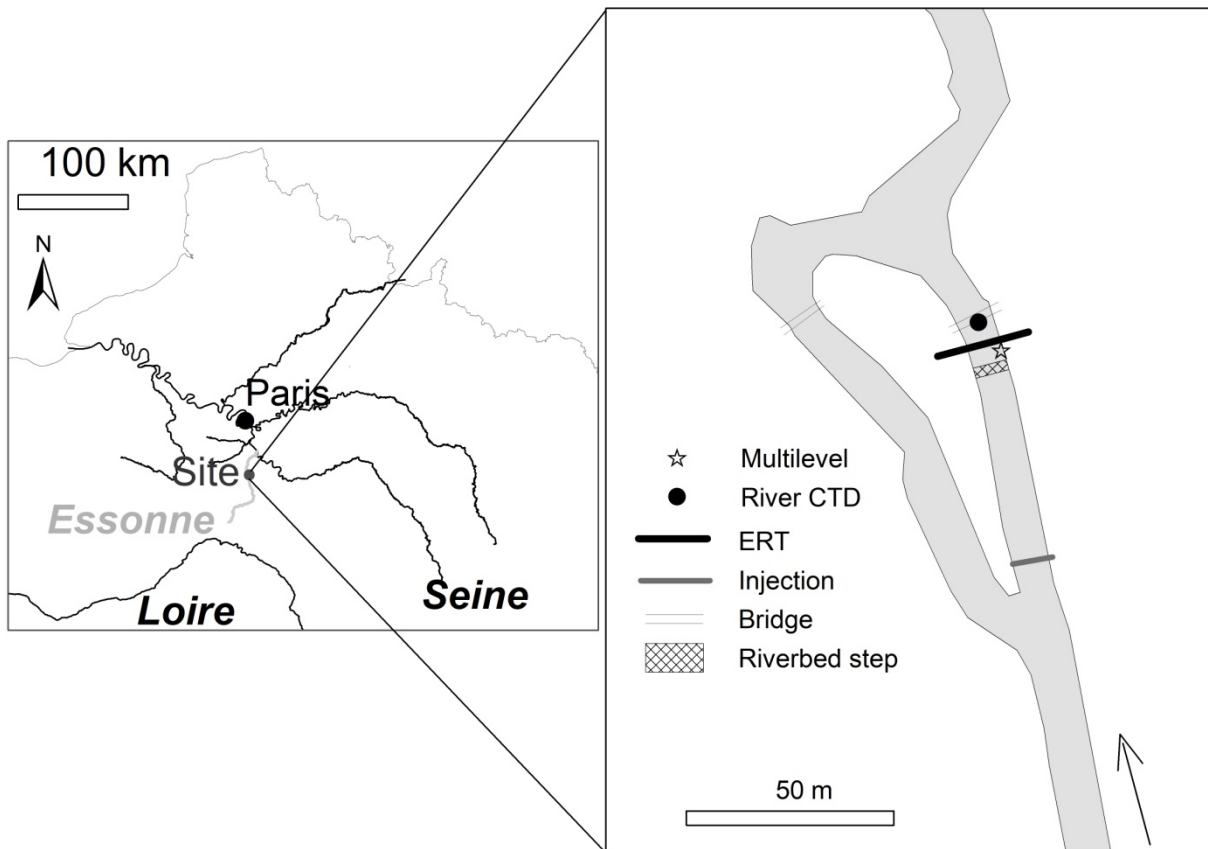 100 km
N
Paris
Site
Essonne
Loire
Seine
Multilevel
River CTD
ERT
Injection
Bridge
Riverbed step
50 m